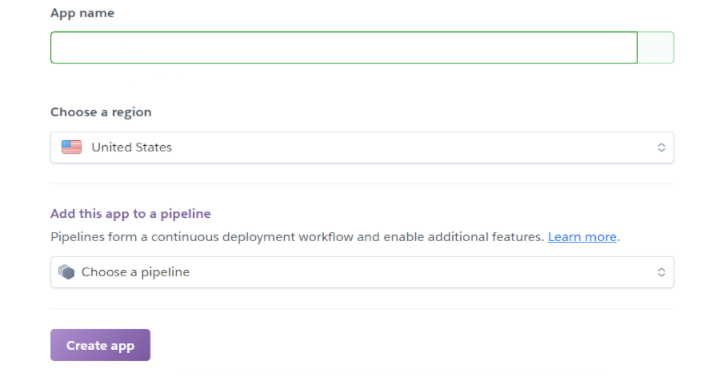 App name
Choose a region
United States
Add this app to a pipeline
Pipelines form a continuous deployment workflow and enable additional features. Learn more.
Choose a pipeline
Create app